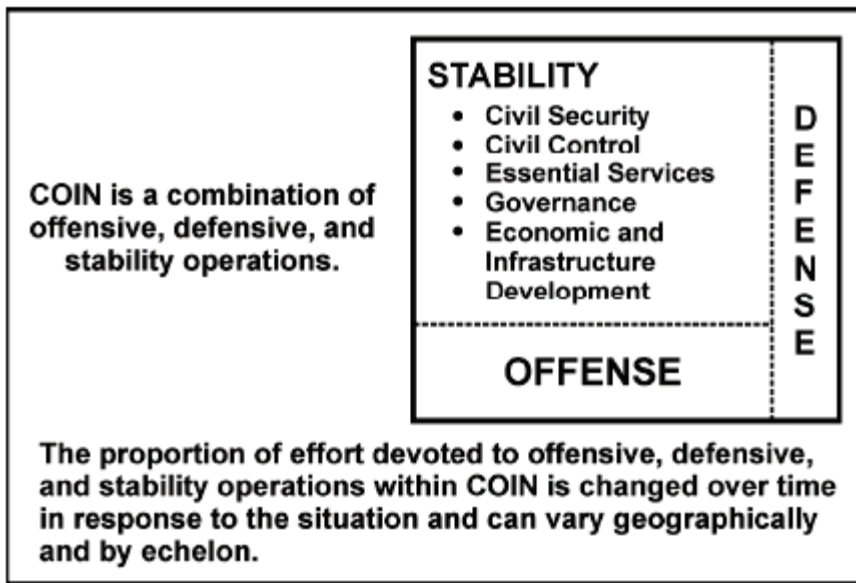 COIN is a combination of
offensive, defensive, and
stability operations.
STABILITY
• Civil Security
• Civil Control
• Essential Services
• Governance
• Economic and
Infrastructure
Development
OFFENSE
D
E
F
E
N
S
E
The proportion of effort devoted to offensive, defensive,
and stability operations within COIN is changed over time
in response to the situation and can vary geographically
and by echelon.